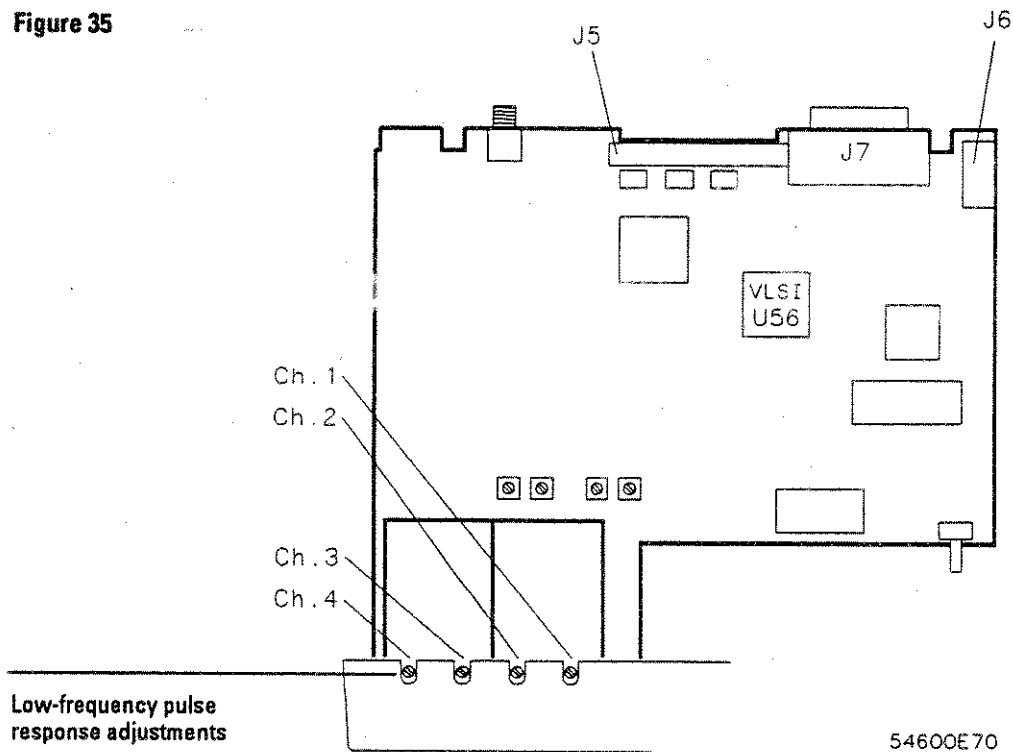 Figure 35
J5
J6
J7
VLSI
U56
Ch.1
Ch.2
Ch.3
Ch.4
Low-frequency pulse
response adjustments
54600E70